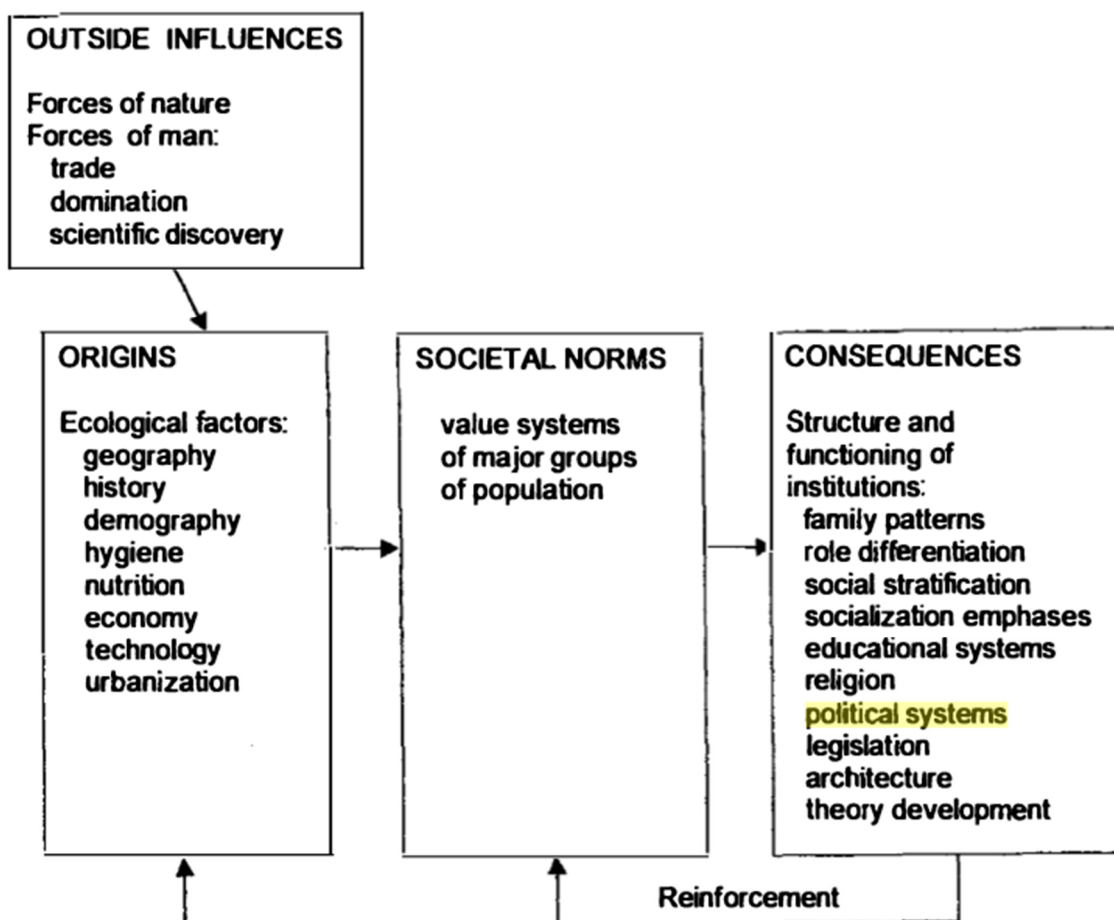 OUTSIDE INFLUENCES
Forces of nature
Forces of man:
trade
domination
scientific discovery
ORIGINS
Ecological factors:
geography
history
demography
hygiene
nutrition
economy
technology
urbanization
SOCIETAL NORMS
value systems
of major groups
of population
CONSEQUENCES
Structure and
functioning of
institutions:
family patterns
role differentiation
social stratification
socialization emphases
educational systems
religion
political systems
legislation
architecture
theory development
Reinforcement